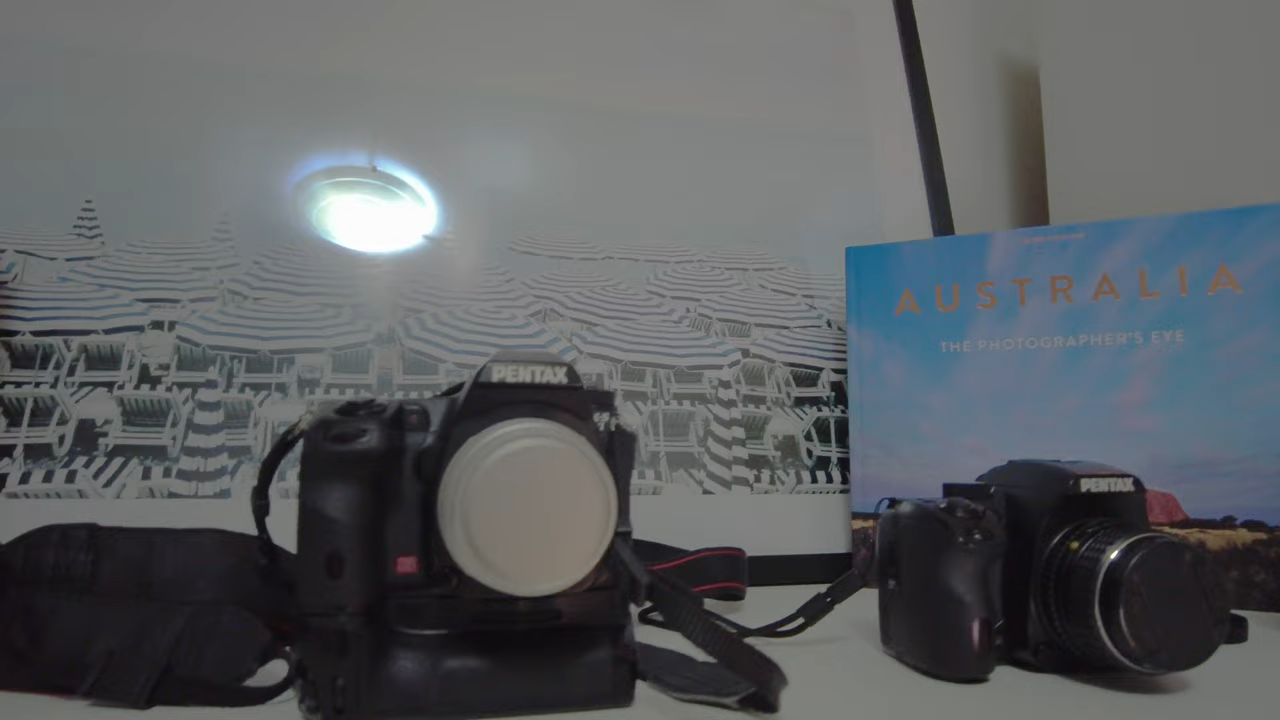 AUSTRALIA
THE PHOTOGRAPHER'S EYE
PENTAX
PENTAX